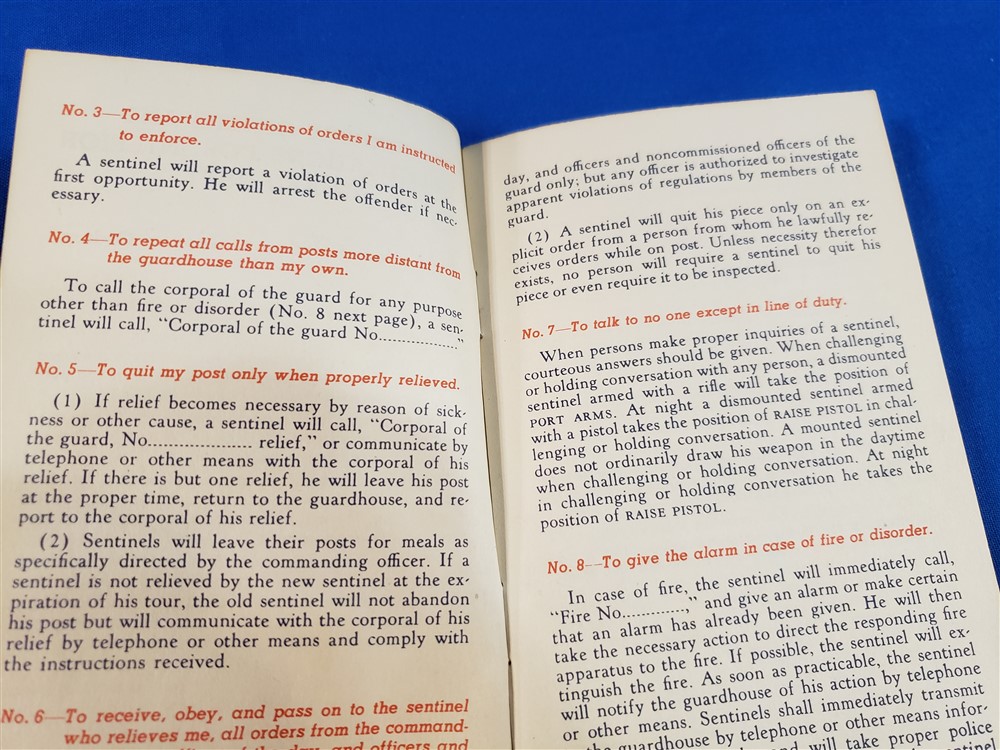 No. 3—To report all violations of orders I am instructed
to enforce.
A sentinel will report a violation of orders at the
first opportunity. He will arrest the offender if nec-
essary.
No. 4—To repeat all calls from posts more distant from
the guardhouse than my own.
To call the corporal of the guard for any purpose
other than fire or disorder (No. 8 next page), a sen-
tinel will call, “Corporal of the guard No..................”
No. 5—To quit my post only when properly relieved.
(1) If relief becomes necessary by reason of sick-
ness or other cause, a sentinel will call, “Corporal of
the guard, No.................. relief,” or communicate by
telephone or other means with the corporal of his
relief. If there is but one relief, he will leave his post
at the proper time, return to the guardhouse, and re-
port to the corporal of his relief.
(2) Sentinels will leave their posts for meals as
specifically directed by the commanding officer. If a
sentinel is not relieved by the new sentinel at the ex-
piration of his tour, the old sentinel will not abandon
his post but will communicate with the corporal of his
relief by telephone or other means and comply with
the instructions received.
No. 6—To receive, obey, and pass on to the sentinel
who relieves me, all orders from the command-
of the day, and officers and
day, and officers and noncommissioned officers of the
guard only; but any officer is authorized to investigate
apparent violations of regulations by members of the
guard.
(2) A sentinel will quit his piece only on an ex-
plicit order from a person from whom he lawfully re-
ceives orders while on post. Unless necessity therefor
exists, no person will require a sentinel to quit his
piece or even require it to be inspected.
No. 7—To talk to no one except in line of duty.
When persons make proper inquiries of a sentinel,
courteous answers should be given. When challenging
or holding conversation with any person, a dismounted
sentinel armed with a rifle will take the position of
PORT ARMS. At night a dismounted sentinel armed
with a pistol takes the position of RAISE PISTOL in chal-
lenging or holding conversation. A mounted sentinel
does not ordinarily draw his weapon in the daytime
when challenging or holding conversation. At night
in challenging or holding conversation he takes the
position of RAISE PISTOL.
No. 8—To give the alarm in case of fire or disorder.
In case of fire, the sentinel will immediately call,
“Fire No............,” and give an alarm or make certain
that an alarm has already been given. He will then
take the necessary action to direct the responding fire
apparatus to the fire. If possible, the sentinel will ex-
tinguish the fire. As soon as practicable, the sentinel
will notify the guardhouse of his action by telephone
or other means. Sentinels shall immediately transmit
the guardhouse by telephone or other means infor-
will take proper police